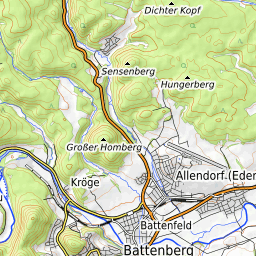 Dichter Kopf
Sensenberg
Hungerberg
Großer Homberg
Allendorf (Eder
Kröge
Battenfeld
Battenberg